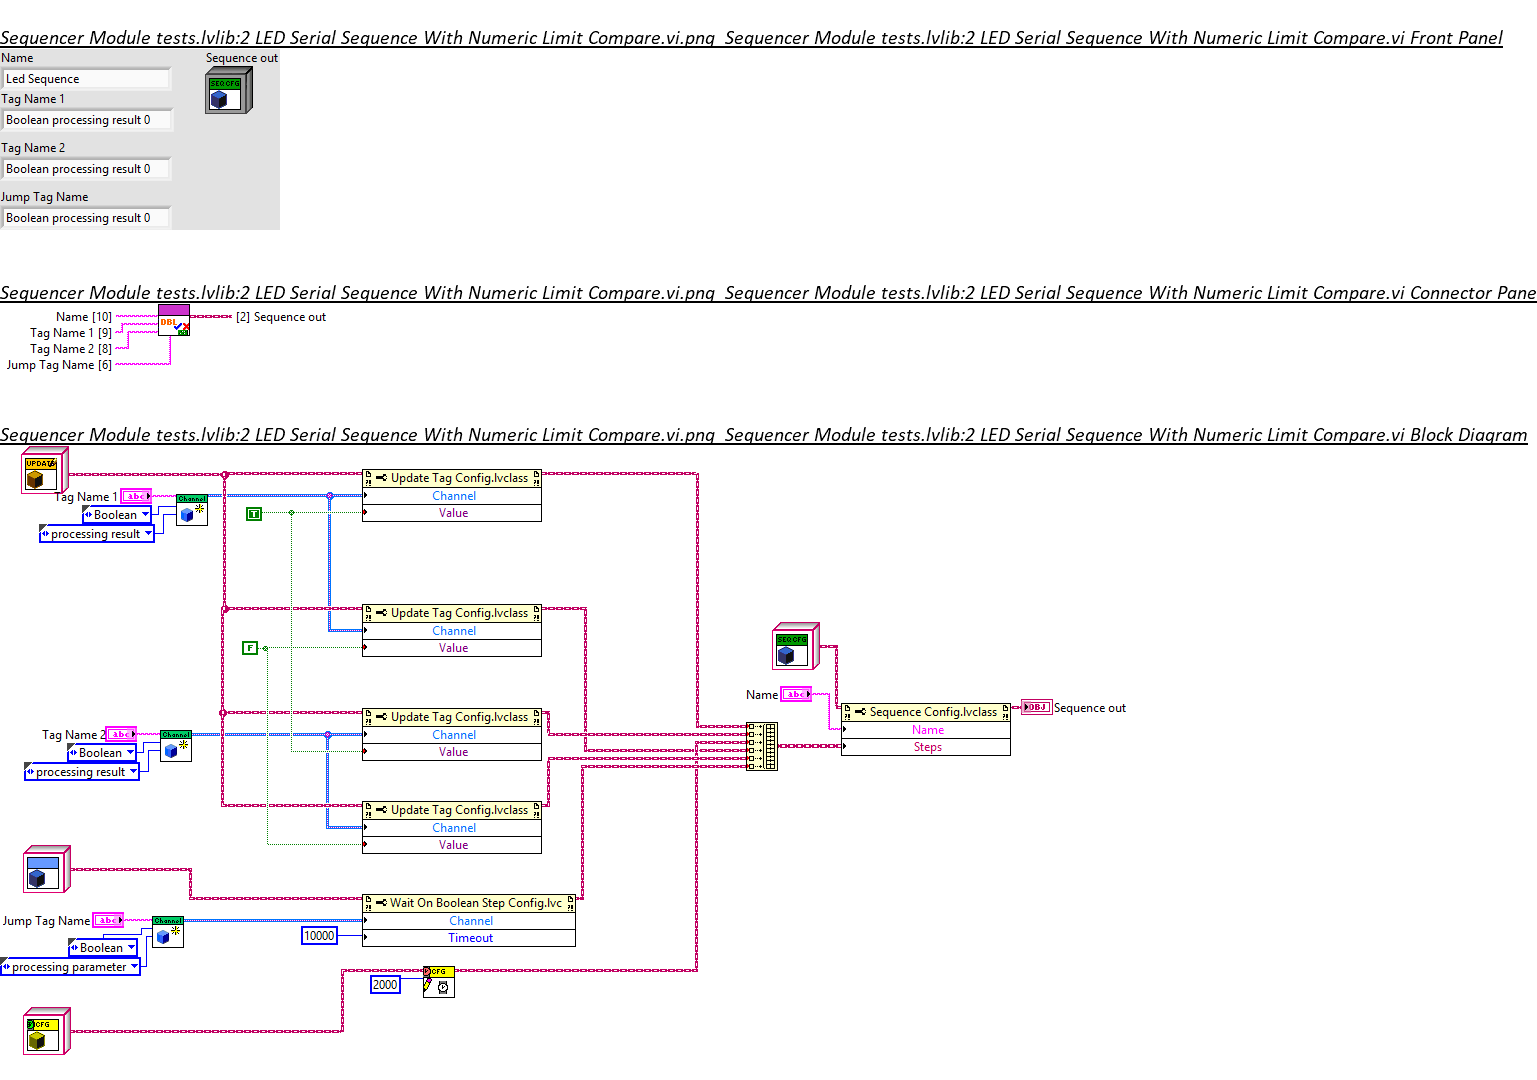 Sequencer Module tests.lvlib:2 LED Serial Sequence With Numeric Limit Compare.vi.png Sequencer Module tests.lvlib:2 LED Serial Sequence With Numeric Limit Compare.vi Front Panel
Name
Sequence out
Led Sequence
SEQ CFG
Tag Name 1
Boolean processing result 0
Tag Name 2
Boolean processing result 0
Jump Tag Name
Boolean processing result 0
Sequencer Module tests.lvlib:2 LED Serial Sequence With Numeric Limit Compare.vi.png Sequencer Module tests.lvlib:2 LED Serial Sequence With Numeric Limit Compare.vi Connector Pane
Name [10]
[2] Sequence out
DBL
Tag Name 1 [9]
Tag Name 2 [8]
Jump Tag Name [6]
Sequencer Module tests.lvlib:2 LED Serial Sequence With Numeric Limit Compare.vi.png Sequencer Module tests.lvlib:2 LED Serial Sequence With Numeric Limit Compare.vi Block Diagram
Update Tag Config.lvclass
Channel
Value
Tag Name 1
abc
Channel
Boolean
processing result
T
Update Tag Config.lvclass
Channel
Value
F
SEQ CFG
Name
abc
Sequence Config.lvclass
Name
Steps
OBJ
Sequence out
Update Tag Config.lvclass
Channel
Value
Tag Name 2
abc
Channel
Boolean
processing result
Update Tag Config.lvclass
Channel
Value
Wait On Boolean Step Config.lvc
Channel
Timeout
10000
Jump Tag Name
abc
Channel
Boolean
processing parameter
CFG
2000
CFG